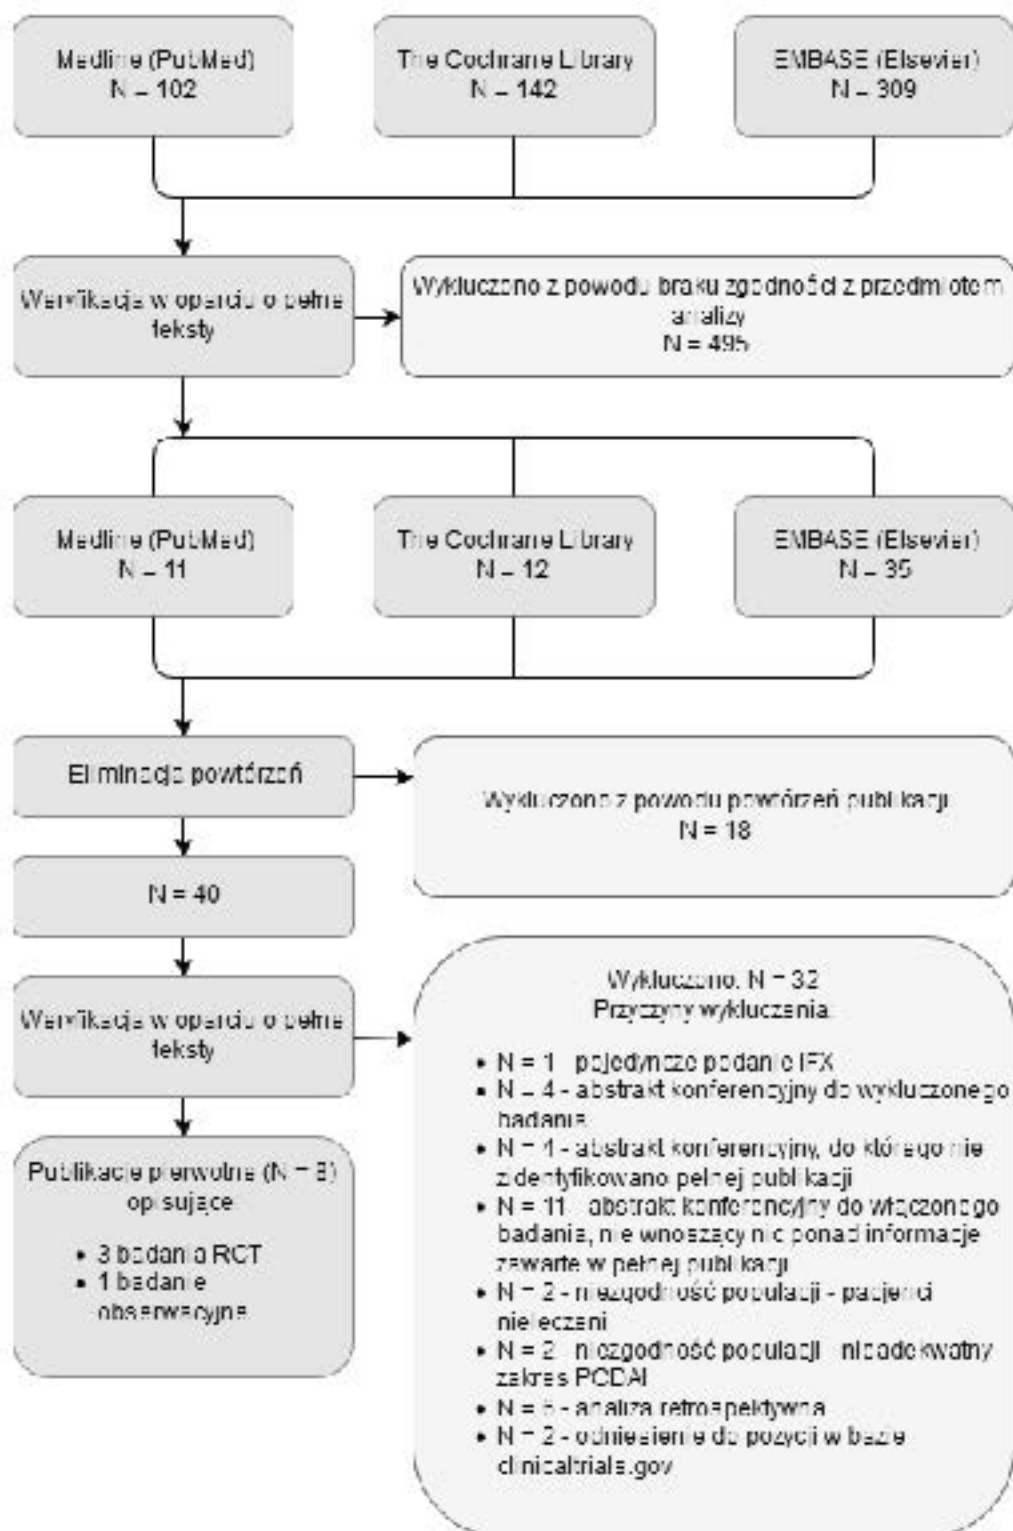 Medline (PubMed)
N = 102
The Cochrane Library
N = 142
EMBASE (Elsevier)
N = 309
Weryfikacja w oparciu o pełne
teksty
Wykluczono z powodu braku zgodności z przedmiotem
analizy
N = 495
Medline (PubMed)
N = 11
The Cochrane Library
N = 12
EMBASE (Elsevier)
N = 35
Eliminacja powtórzeń
Wykluczono z powodu powtórzeń publikacji
N = 18
N = 40
Weryfikacja w oparciu o pełne
teksty
Wykluczono: N = 32
Przyczyny wykluczenia:
• N = 1 - pojedyncze podanie IFX
• N = 4 - abstrakt konferencyjny do wykluczonego
badania
• N = 4 - abstrakt konferencyjny, do którego nie
zidentyfikowano pełnej publikacji
• N = 11 - abstrakt konferencyjny do włączonego
badania, nie wnoszący nic ponad informacje
zawarte w pełnej publikacji
• N = 2 - niezgodność populacji - pacjenci
nieleczeni
• N = 2 - niezgodność populacji - nieadekwatny
zakres PCDAI
• N = 6 - analiza retrospektywna
• N = 2 - odniesienie do pozycji w bazie
clinicaltrials.gov
Publikacje pierwotne (N = 8)
opisujące
• 3 badania RCT
• 1 badanie
obserwacyjne